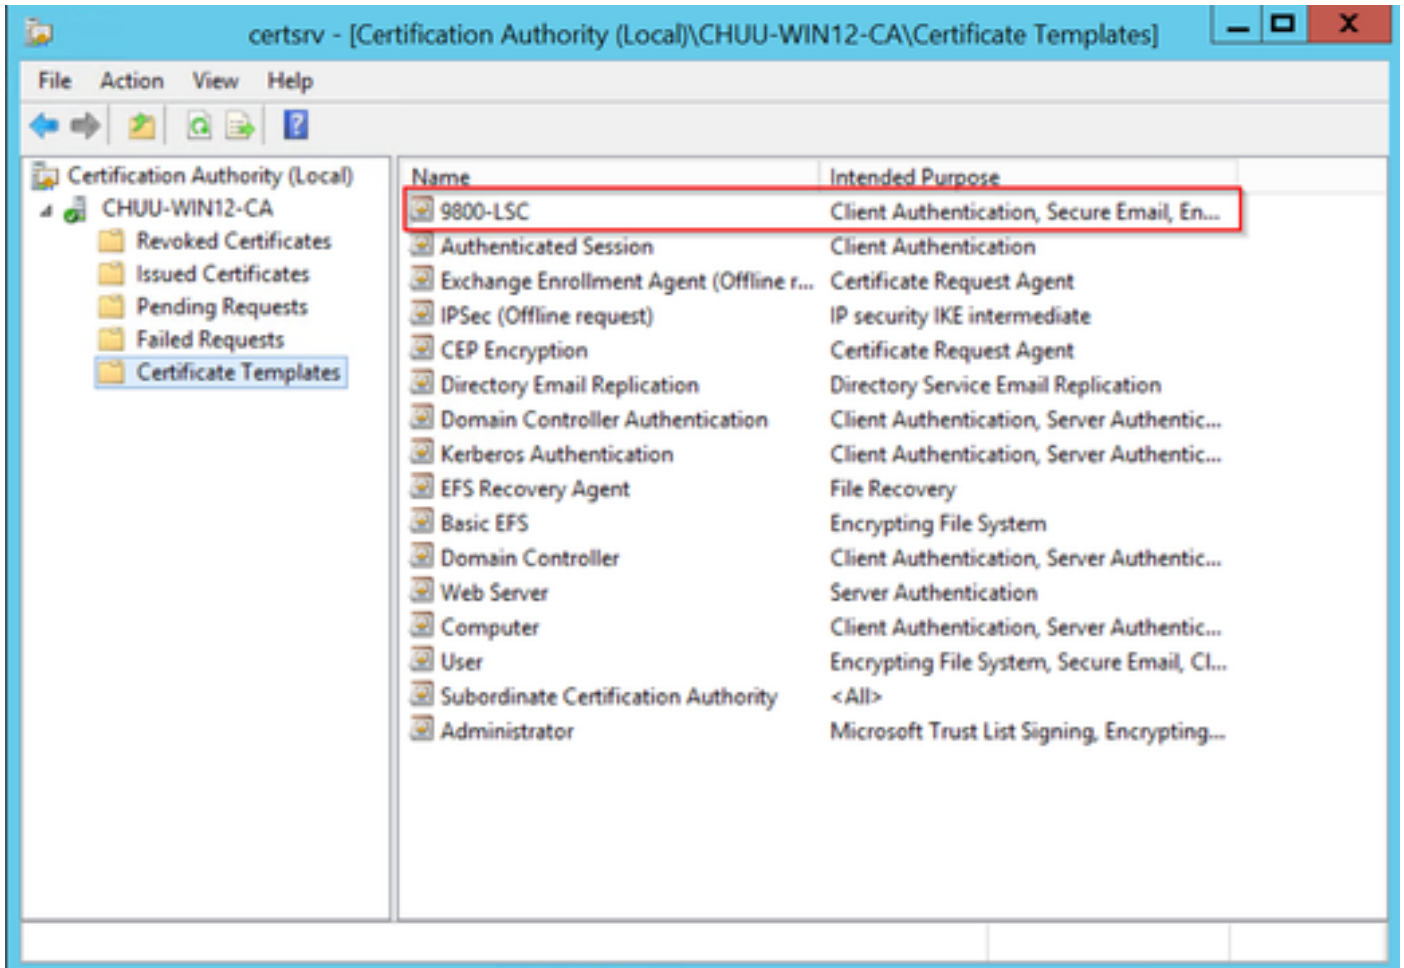 certsrv - [Certification Authority (Local)\CHUU-WIN12-CA\Certificate Templates]
File Action View Help
Certification Authority (Local)
CHUU-WIN12-CA
Revoked Certificates
Issued Certificates
Pending Requests
Failed Requests
Certificate Templates
Name Intended Purpose
9800-LSC Client Authentication, Secure Email, En...
Authenticated Session Client Authentication
Exchange Enrollment Agent (Offline r... Certificate Request Agent
IPSec (Offline request) IP security IKE intermediate
CEP Encryption Certificate Request Agent
Directory Email Replication Directory Service Email Replication
Domain Controller Authentication Client Authentication, Server Authentic...
Kerberos Authentication Client Authentication, Server Authentic...
EFS Recovery Agent File Recovery
Basic EFS Encrypting File System
Domain Controller Client Authentication, Server Authentic...
Web Server Server Authentication
Computer Client Authentication, Server Authentic...
User Encrypting File System, Secure Email, Cl...
Subordinate Certification Authority <All>
Administrator Microsoft Trust List Signing, Encrypting...